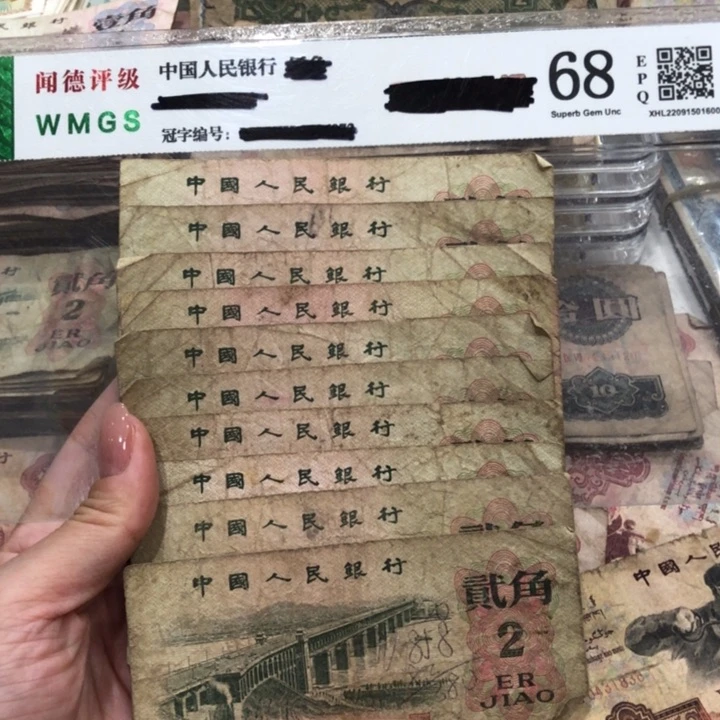 壹角
闻德评级
WMGS
中国人民银行
冠字编号:
68
EPQ
Superb Gem Unc
XHL22091501600
中國人民銀行
中國人民銀行
中國人民銀行
中國人民銀行
中國人民銀行
中國人民銀行
中國人民銀行
中國人民銀行
中國人民銀行
中國人民銀行
貳角
2
ER
JIAO
貳角
2
ER
JIAO
拾圆
10
中國人民